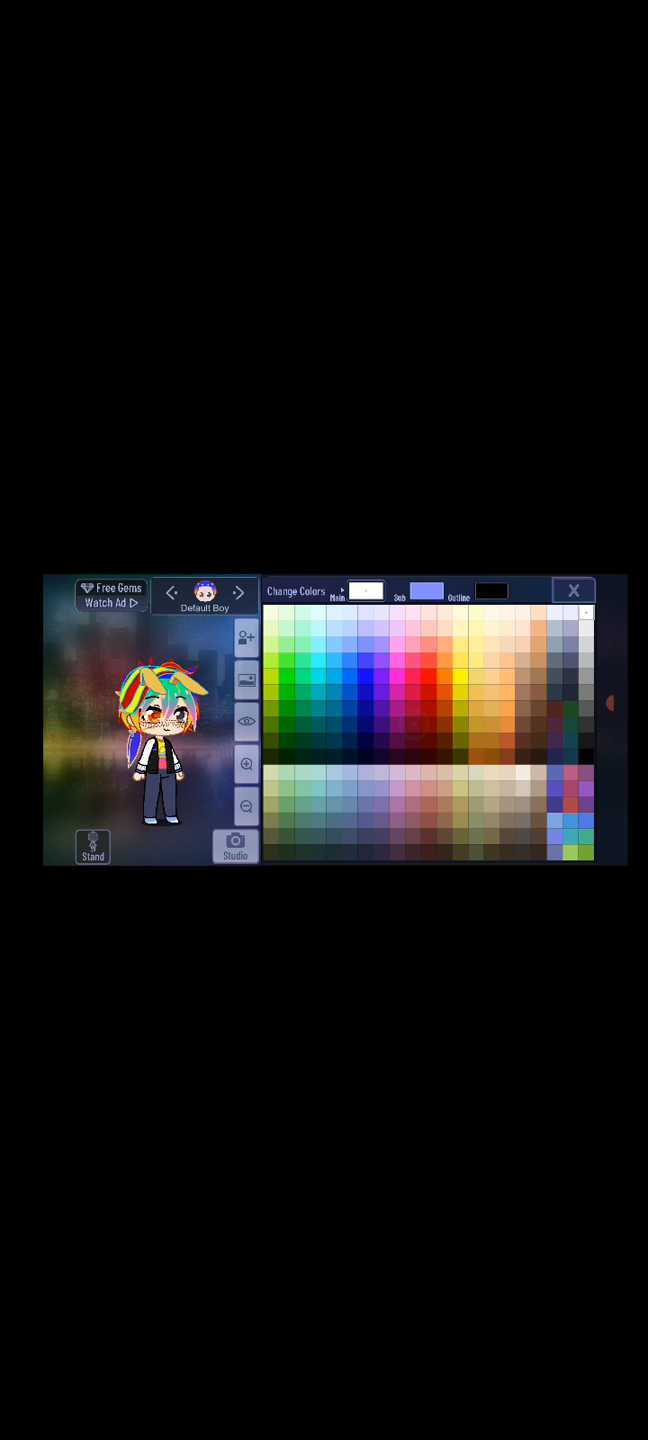 Free Gems
Watch Ad
Default Boy
Change Colors
Main
Sub
Outline
X
Stand
Studio